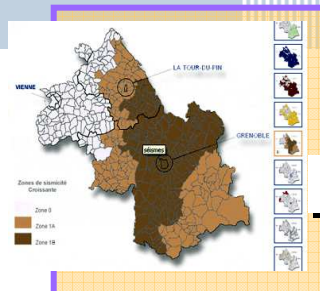 LA TOUR-DU-PIN
VIENNE
GRENOBLE
séismes
Zones de sismicité
Croissante
Zone 0
Zone 1A
Zone 1B